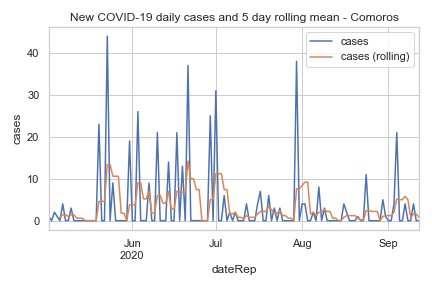 New COVID-19 daily cases and 5 day rolling mean - Comoros
cases
cases (rolling)
40
30
20
10
0
cases
Jun
2020
Jul
Aug
Sep
dateRep